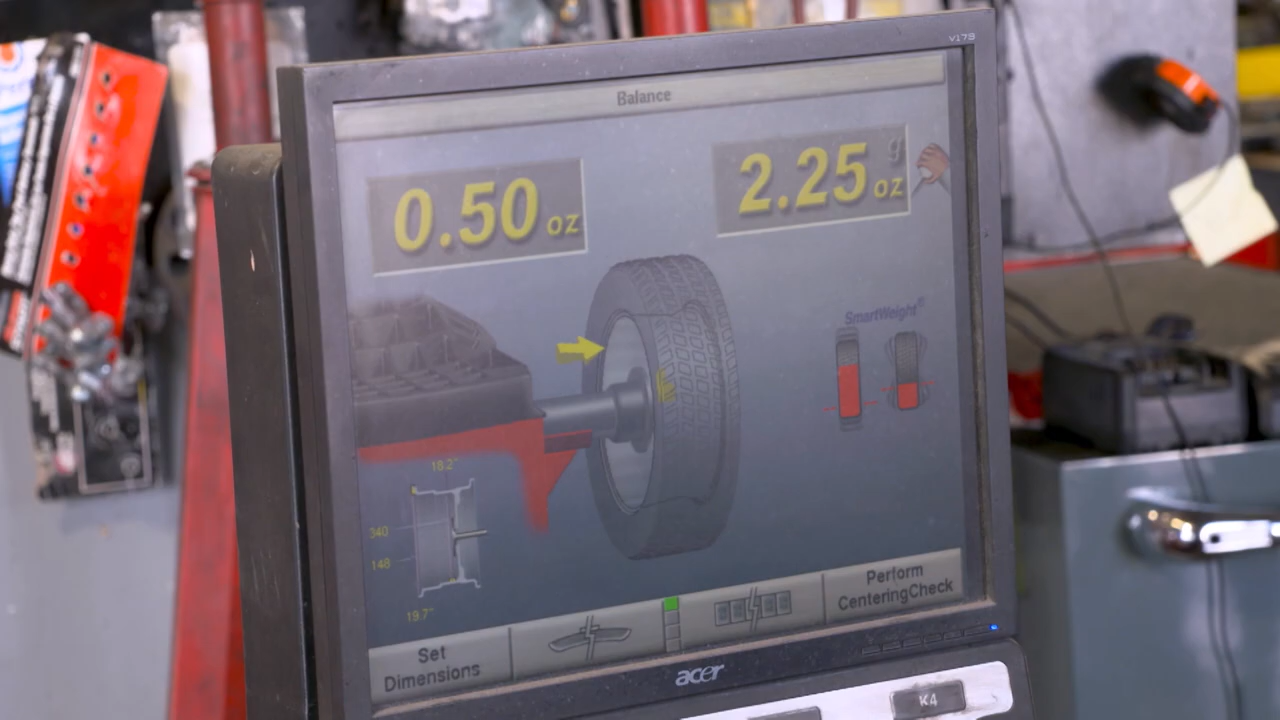 V179
Balance
0.50 oz
2.25 oz
g
SmartWeight®
18.2"
340
148
19.7"
Set
Dimensions
Perform
CenteringCheck
acer
K4